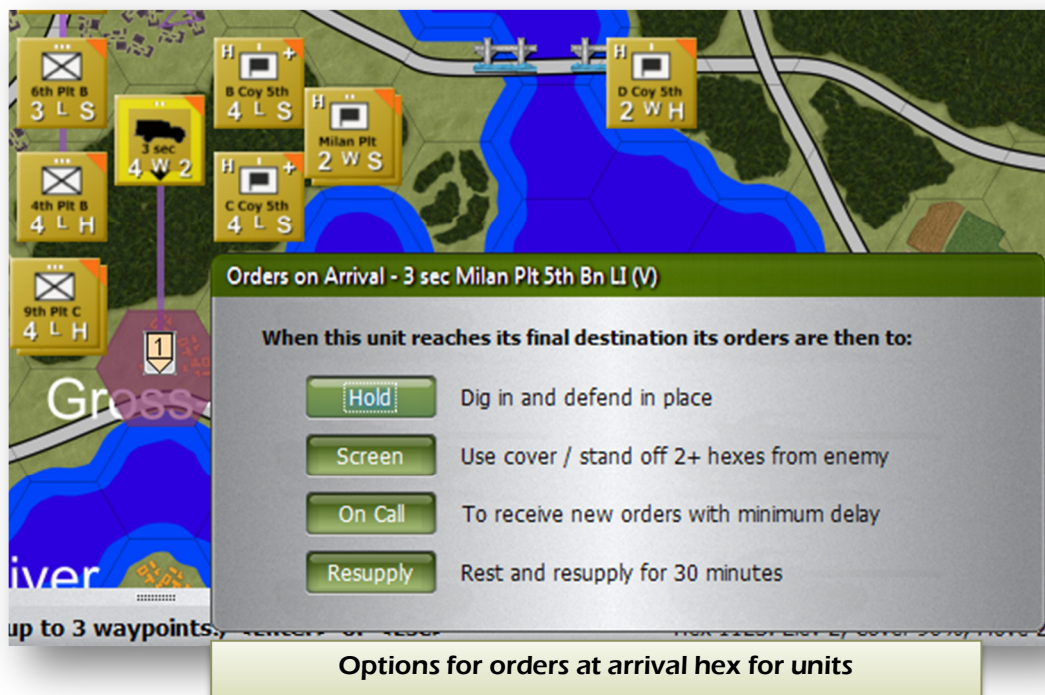 6th Plt B
3 L S
H +
B Coy 5th
4 L S
H
Milan Plt
2 W S
H
D Coy 5th
2 W H
3 sec
4 W 2
4th Plt B
4 L H
H +
C Coy 5th
4 L S
9th Plt C
4 L H
1
Gross
iver
Orders on Arrival - 3 sec Milan Plt 5th Bn LI (V)
When this unit reaches its final destination its orders are then to:
Hold Dig in and defend in place
Screen Use cover / stand off 2+ hexes from enemy
On Call To receive new orders with minimum delay
Resupply Rest and resupply for 30 minutes
up to 3 waypoints.
Options for orders at arrival hex for units